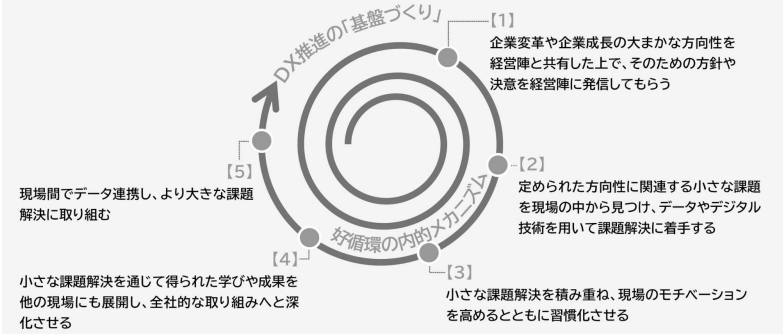 DX推進の「基盤づくり」
【1】
企業変革や企業成長の大まかな方向性を
経営陣と共有した上で、そのための方針や
決意を経営陣に発信してもらう
【2】
定められた方向性に関連する小さな課題
を現場の中から見つけ、データやデジタル
技術を用いて課題解決に着手する
好循環の内的メカニズム
【3】
小さな課題解決を積み重ね、現場のモチベーション
を高めるとともに習慣化させる
【4】
小さな課題解決を通じて得られた学びや成果を
他の現場にも展開し、全社的な取り組みへと深
化させる
【5】
現場間でデータ連携し、より大きな課題
解決に取り組む